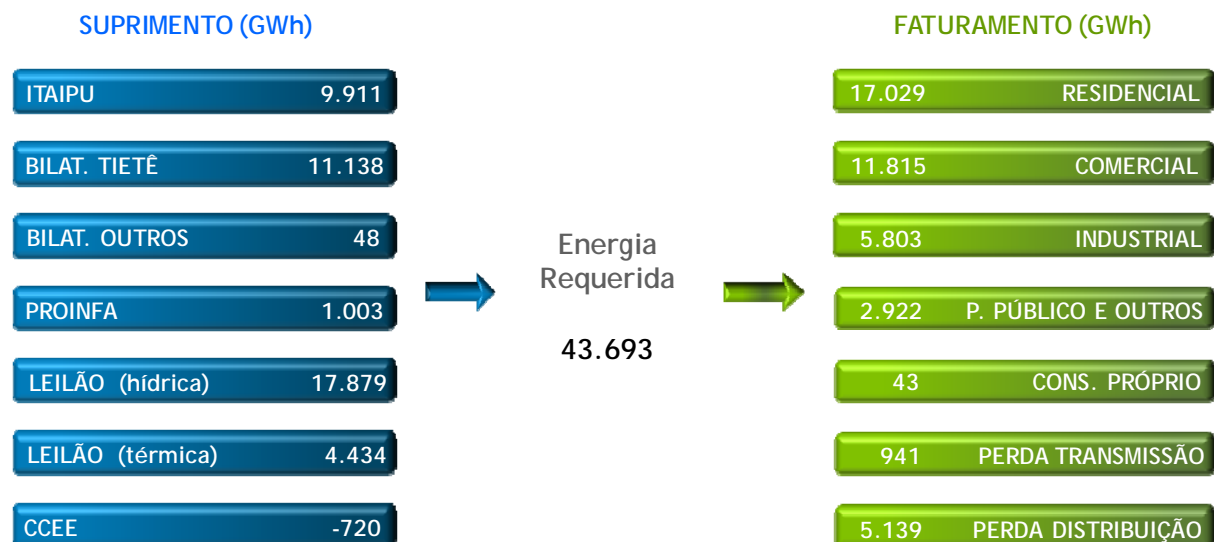 SUPRIMENTO (GWh)
ITAIPU 9.911
BILAT. TIETÊ 11.138
BILAT. OUTROS 48
PROINFA 1.003
LEILÃO (hídrica) 17.879
LEILÃO (térmica) 4.434
CCEE -720
Energia
Requerida
43.693
FATURAMENTO (GWh)
17.029 RESIDENCIAL
11.815 COMERCIAL
5.803 INDUSTRIAL
2.922 P. PÚBLICO E OUTROS
43 CONS. PRÓPRIO
941 PERDA TRANSMISSÃO
5.139 PERDA DISTRIBUIÇÃO